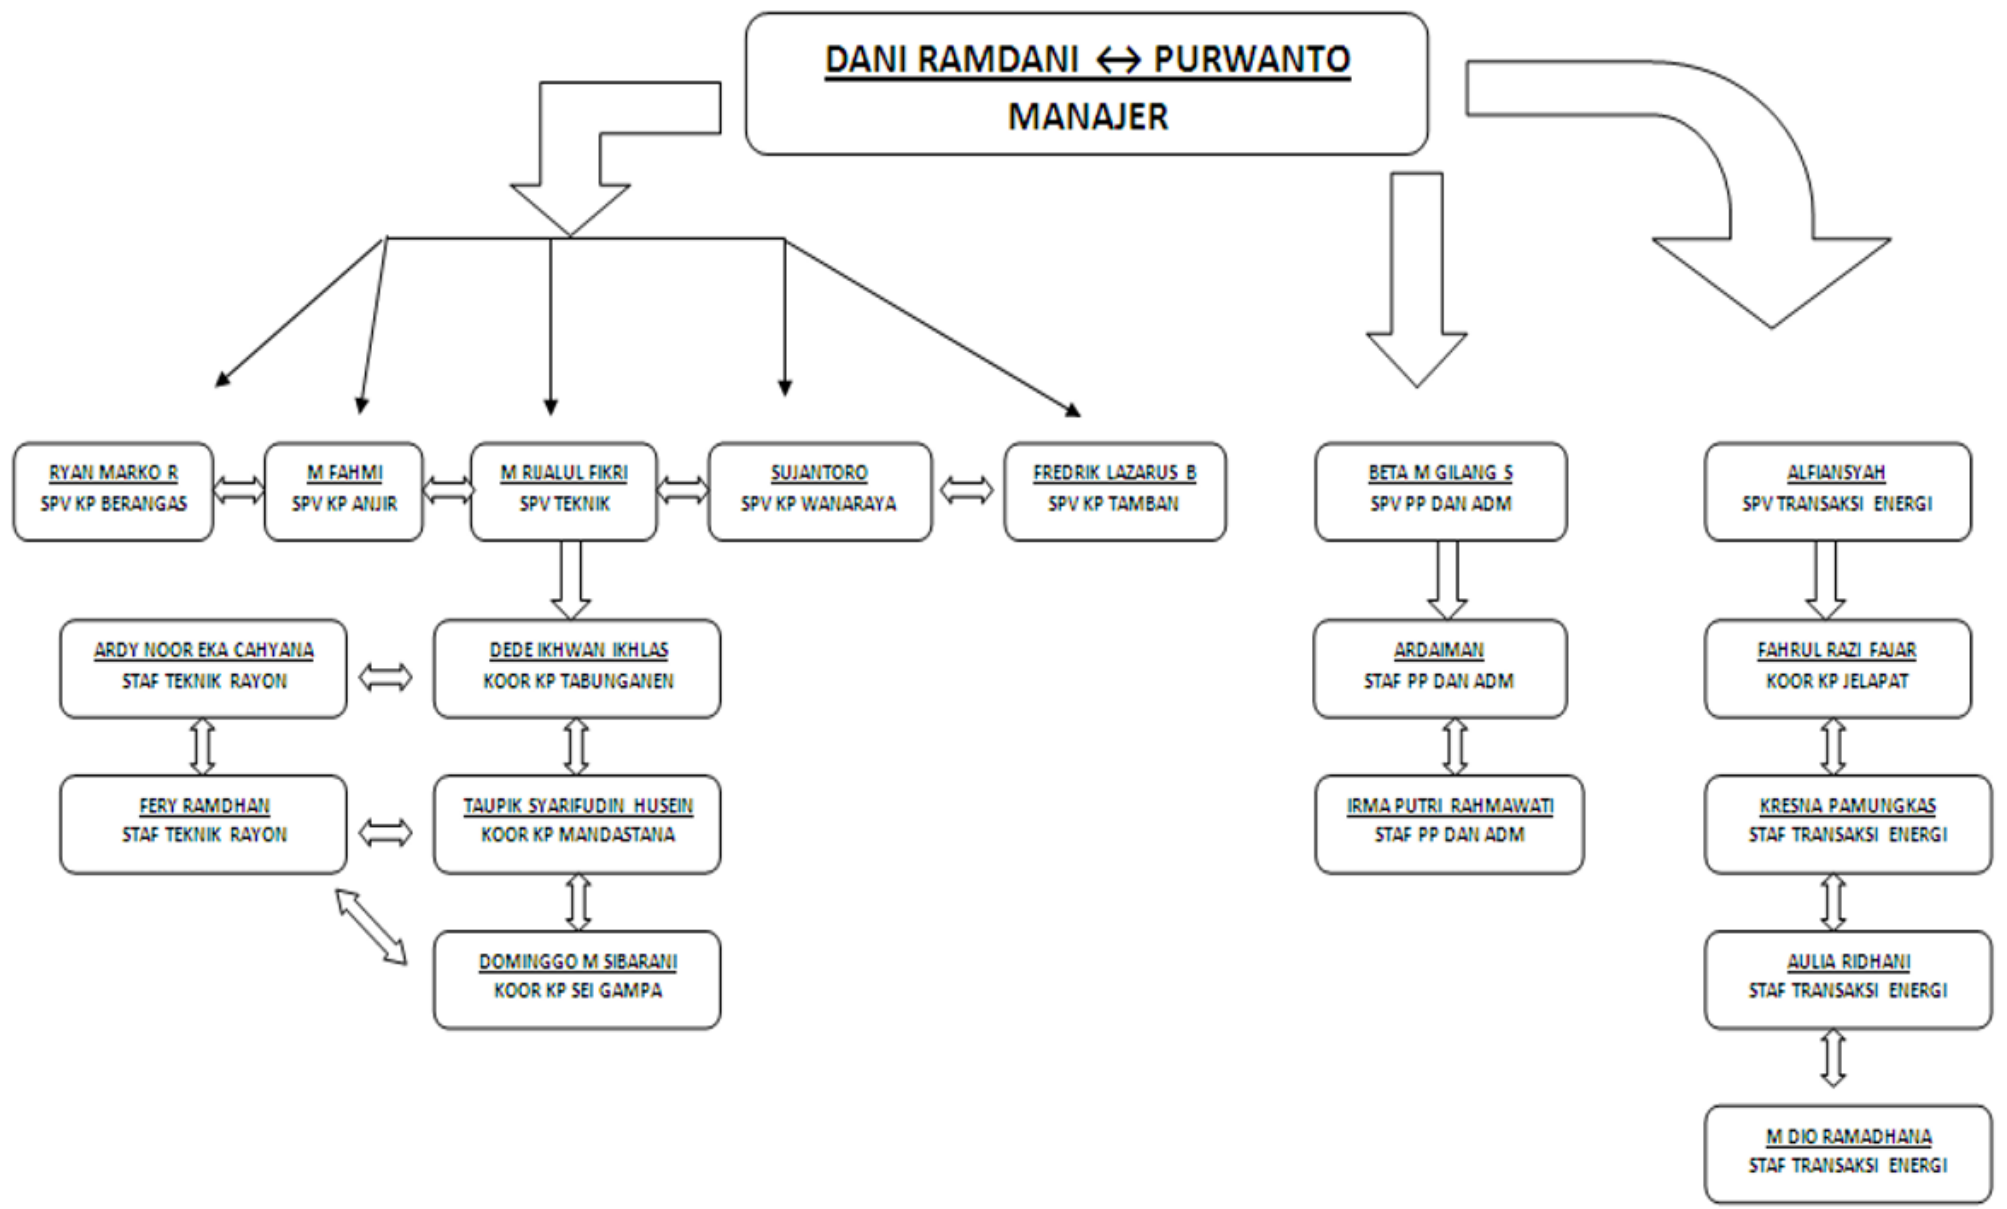 DANI RAMDANI ↔ PURWANTO
MANAJER
RYAN MARKO R
SPV KP BERANGAS
M FAHMI
SPV KP ANJIR
M RIJALUL FIKRI
SPV TEKNIK
SUJANTORO
SPV KP WANARAYA
FREDRIK LAZARUS B
SPV KP TAMBAN
BETA M GILANG S
SPV PP DAN ADM
ALFIANSYAH
SPV TRANSAKSI ENERGI
ARDY NOOR EKA CAHYANA
STAF TEKNIK RAYON
DEDE IKHWAN IKHLAS
KOOR KP TABUNGANEN
ARDAIMAN
STAF PP DAN ADM
FAHRUL RAZI FAJAR
KOOR KP JELAPAT
FERY RAMDHAN
STAF TEKNIK RAYON
TAUPIK SYARIFUDIN HUSEIN
KOOR KP MANDASTANA
IRMA PUTRI RAHMAWATI
STAF PP DAN ADM
KRESNA PAMUNGKAS
STAF TRANSAKSI ENERGI
DOMINGGO M SIBARANI
KOOR KP SEI GAMPA
AULIA RIDHANI
STAF TRANSAKSI ENERGI
M DIO RAMADHANA
STAF TRANSAKSI ENERGI